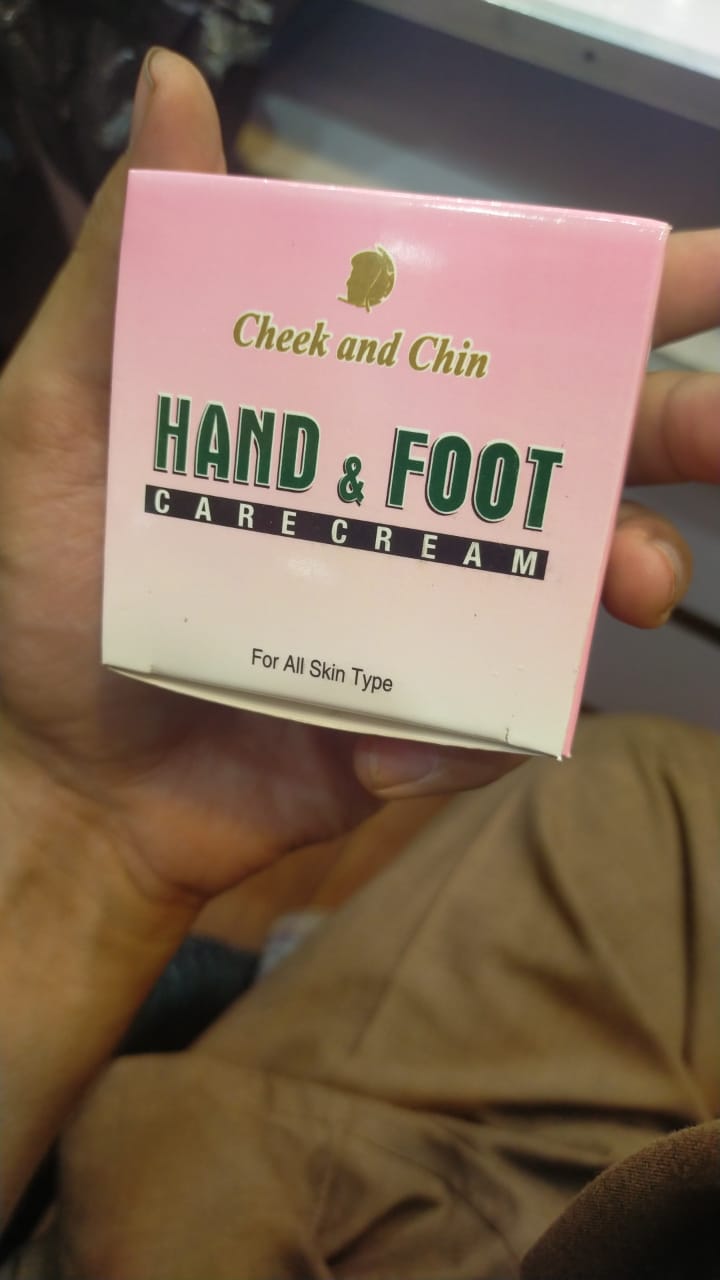 Cheek and Chin
HAND & FOOT
CARE CREAM
For All Skin Type